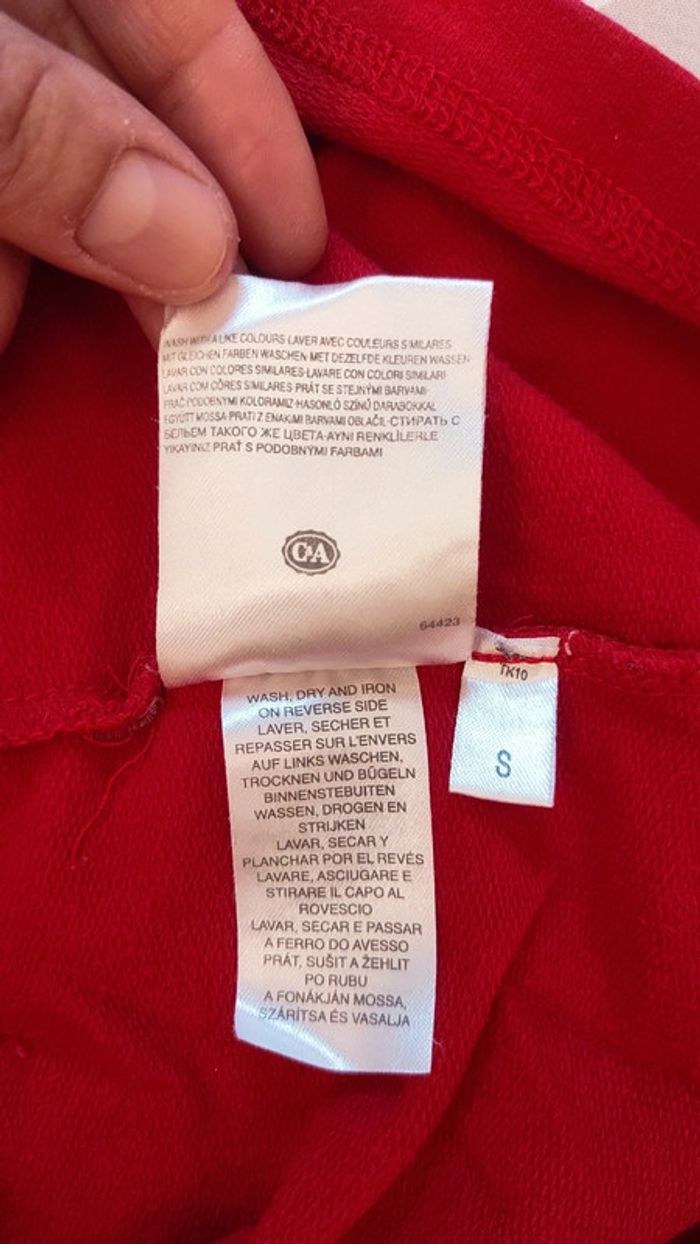 WASH WITH ALIKE COLOURS·LAVER AVEC COULEURS SIMILARES
MIT GLEICHEN FARBEN WASCHEN·MET DEZELFDE KLEUREN WASSEN·
LAVAR CON COLORES SIMILARES·LAVARE CON COLORI SIMILARI·
LAVAR COM CÔRES SIMILARES·PRÁT SE STEJNÝMI BARVAMI·
PRAĆ PODOBNYMI KOLORAMIZ·HASONLÓ SZÍNŰ DARABOKKAL
EGYÜTT MOSSA·PRATI Z ENAKIMI BARVAMI OBLAČIL·СТИРАТЬ С
БЕЛЬЕМ ТАКОГО ЖЕ ЦВЕТА·AYNI RENKLİLERLE
YIKAYINIZ·PRAŤ S PODOBNÝMI FARBAMI
C&A
64423
TK10
S
WASH, DRY AND IRON
ON REVERSE SIDE
LAVER, SECHER ET
REPASSER SUR L'ENVERS
AUF LINKS WASCHEN,
TROCKNEN UND BÜGELN
BINNENSTEBUITEN
WASSEN, DROGEN EN
STRIJKEN
LAVAR, SECAR Y
PLANCHAR POR EL REVÉS
LAVARE, ASCIUGARE E
STIRARE IL CAPO AL
ROVESCIO
LAVAR, SECAR E PASSAR
A FERRO DO AVESSO
PRÁT, SUŠIT A ŽEHLIT
PO RUBU
A FONÁKJÁN MOSSA,
SZÁRÍTSA ÉS VASALJA